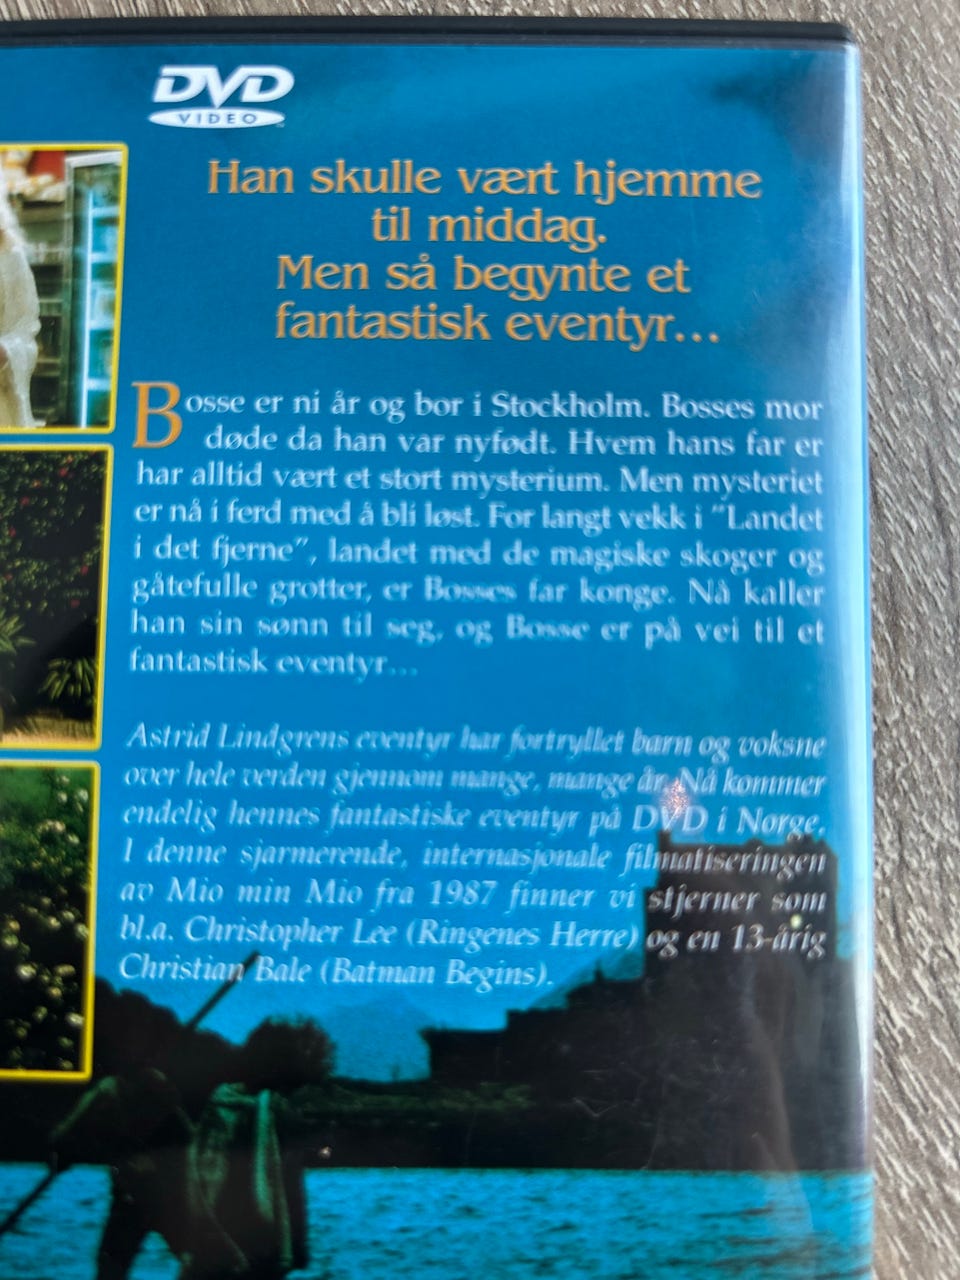 DVD
VIDEO
Han skulle vært hjemme
til middag.
Men så begynte et
fantastisk eventyr...
Bosse er ni år og bor i Stockholm. Bosses mor
døde da han var nyfødt. Hvem hans far er
har alltid vært et stort mysterium. Men mysteriet
er nå i ferd med å bli løst. For langt vekk i "Landet
i det fjerne", landet med de magiske skoger og
gåtefulle grotter, er Bosses far konge. Nå kaller
han sin sønn til seg, og Bosse er på vei til et
fantastisk eventyr...
Astrid Lindgrens eventyr har fortryllet barn og voksne
over hele verden gjennom mange, mange år. Nå kommer
endelig hennes fantastiske eventyr på DVD i Norge.
I denne sjarmerende, internasjonale filmatiseringen
av Mio min Mio fra 1987 finner vi stjerner som
bl.a. Christopher Lee (Ringenes Herre) og en 13-årig
Christian Bale (Batman Begins).